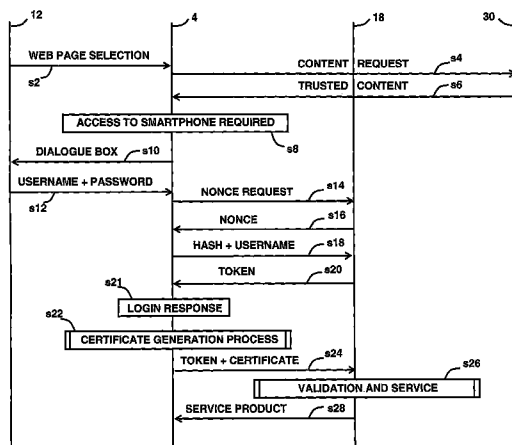 12 4 18 30
WEB PAGE SELECTION
s2
CONTENT REQUEST
s4
TRUSTED CONTENT
s6
ACCESS TO SMARTPHONE REQUIRED
s8
DIALOGUE BOX
s10
USERNAME + PASSWORD
s12
NONCE REQUEST
s14
NONCE
s16
HASH + USERNAME
s18
TOKEN
s20
s21
LOGIN RESPONSE
s22
CERTIFICATE GENERATION PROCESS
TOKEN + CERTIFICATE
s24
s26
VALIDATION AND SERVICE
SERVICE PRODUCT
s28